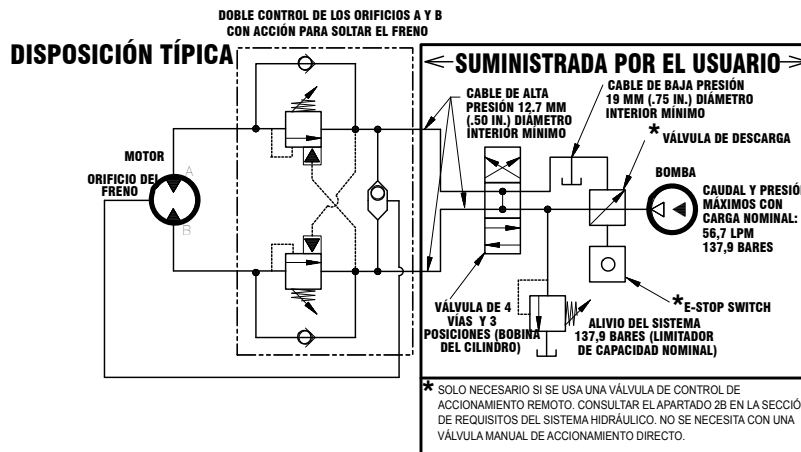 DOBLE CONTROL DE LOS ORIFICIOS A Y B
CON ACCIÓN PARA SOLTAR EL FRENO
DISPOSICIÓN TÍPICA
SUMINISTRADA POR EL USUARIO
CABLE DE ALTA
PRESIÓN 12.7 MM
(.50 IN.) DIÁMETRO
INTERIOR MÍNIMO
CABLE DE BAJA PRESIÓN
19 MM (.75 IN.) DIÁMETRO
INTERIOR MÍNIMO
* VÁLVULA DE DESCARGA
MOTOR
ORIFICIO DEL
FRENO
A
B
BOMBA
CAUDAL Y PRESIÓN
MÁXIMOS CON
CARGA NOMINAL:
56,7 LPM
137,9 BARES
VÁLVULA DE 4
VÍAS Y 3
POSICIONES (BOBINA
DEL CILINDRO)
*E-STOP SWITCH
ALIVIO DEL SISTEMA
137,9 BARES (LIMITADOR
DE CAPACIDAD NOMINAL)
* SOLO NECESARIO SI SE USA UNA VÁLVULA DE CONTROL DE
ACCIONAMIENTO REMOTO. CONSULTAR EL APARTADO 2B EN LA SECCIÓ
DE REQUISITOS DEL SISTEMA HIDRÁULICO. NO SE NECESITA CON UNA
VÁLVULA MANUAL DE ACCIONAMIENTO DIRECTO.